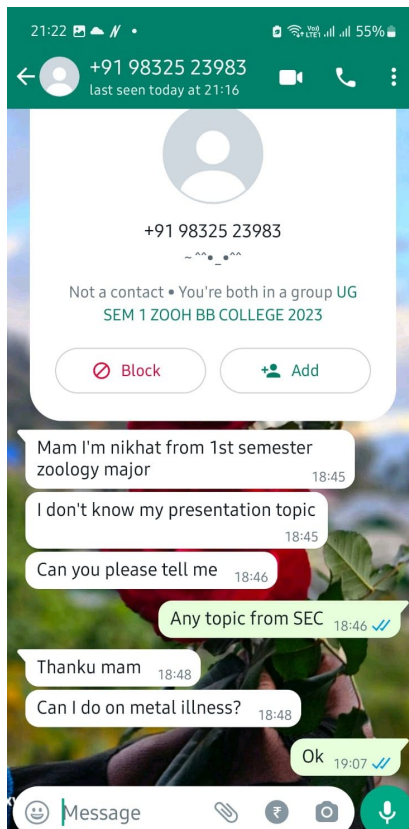 21:22
Vo))
LTE1
55%
+91 98325 23983
last seen today at 21:16
+91 98325 23983
~ ^^•_•^^
Not a contact • You're both in a group UG
SEM 1 ZOOH BB COLLEGE 2023
Block
Add
Mam I'm nikhat from 1st semester
zoology major
18:45
I don't know my presentation topic
18:45
Can you please tell me 18:46
Any topic from SEC 18:46
Thanku mam 18:48
Can I do on metal illness? 18:48
Ok 19:07
Message
₹